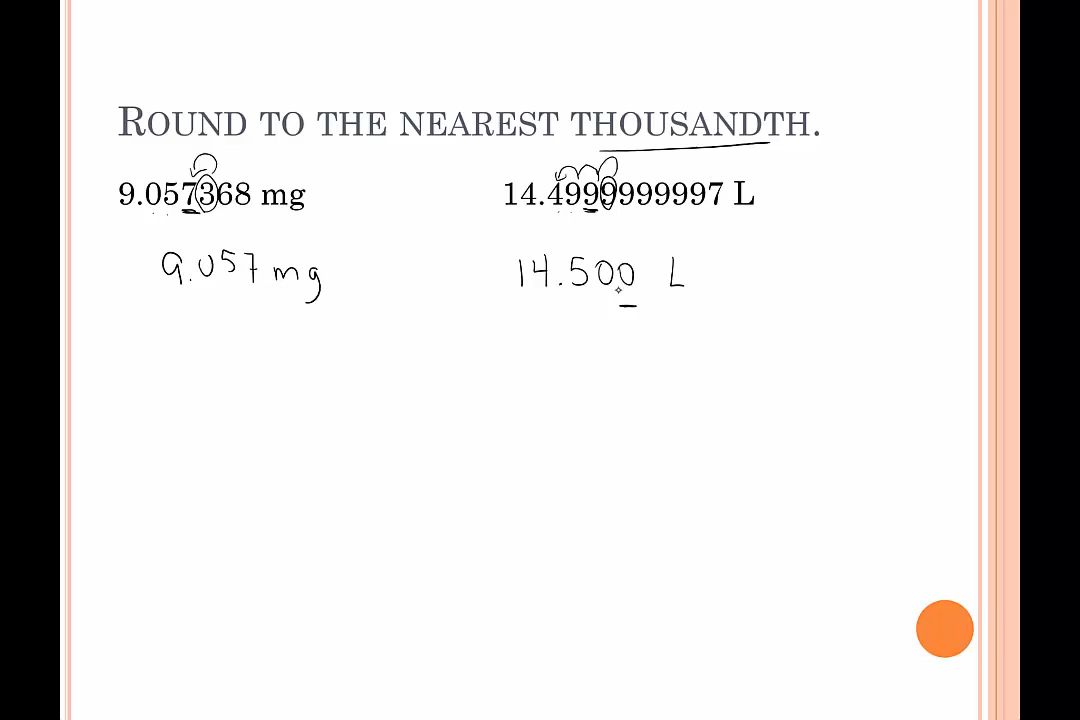 ROUND TO THE NEAREST THOUSANDTH.
9.057368 mg 14.4999999997 L
9.057 mg 14.500 L